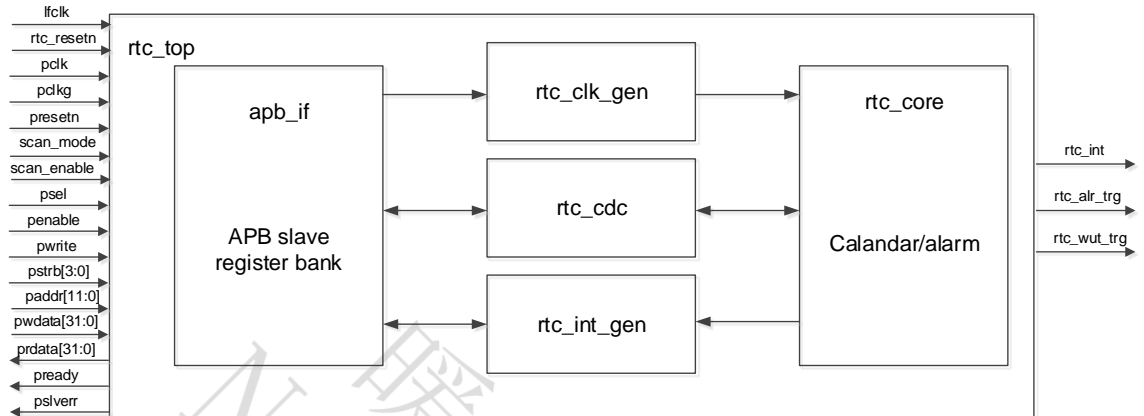 lfclk
rtc_resetn
pclk
pclkg
presetn
scan_mode
scan_enable
psel
penable
pwrite
pstrb[3:0]
paddr[11:0]
pwdata[31:0]
prdata[31:0]
pready
pslverr
rtc_top
apb_if
APB slave
register bank
rtc_clk_gen
rtc_cdc
rtc_int_gen
rtc_core
Calandar/alarm
rtc_int
rtc_alr_trg
rtc_wut_trg
N
暖